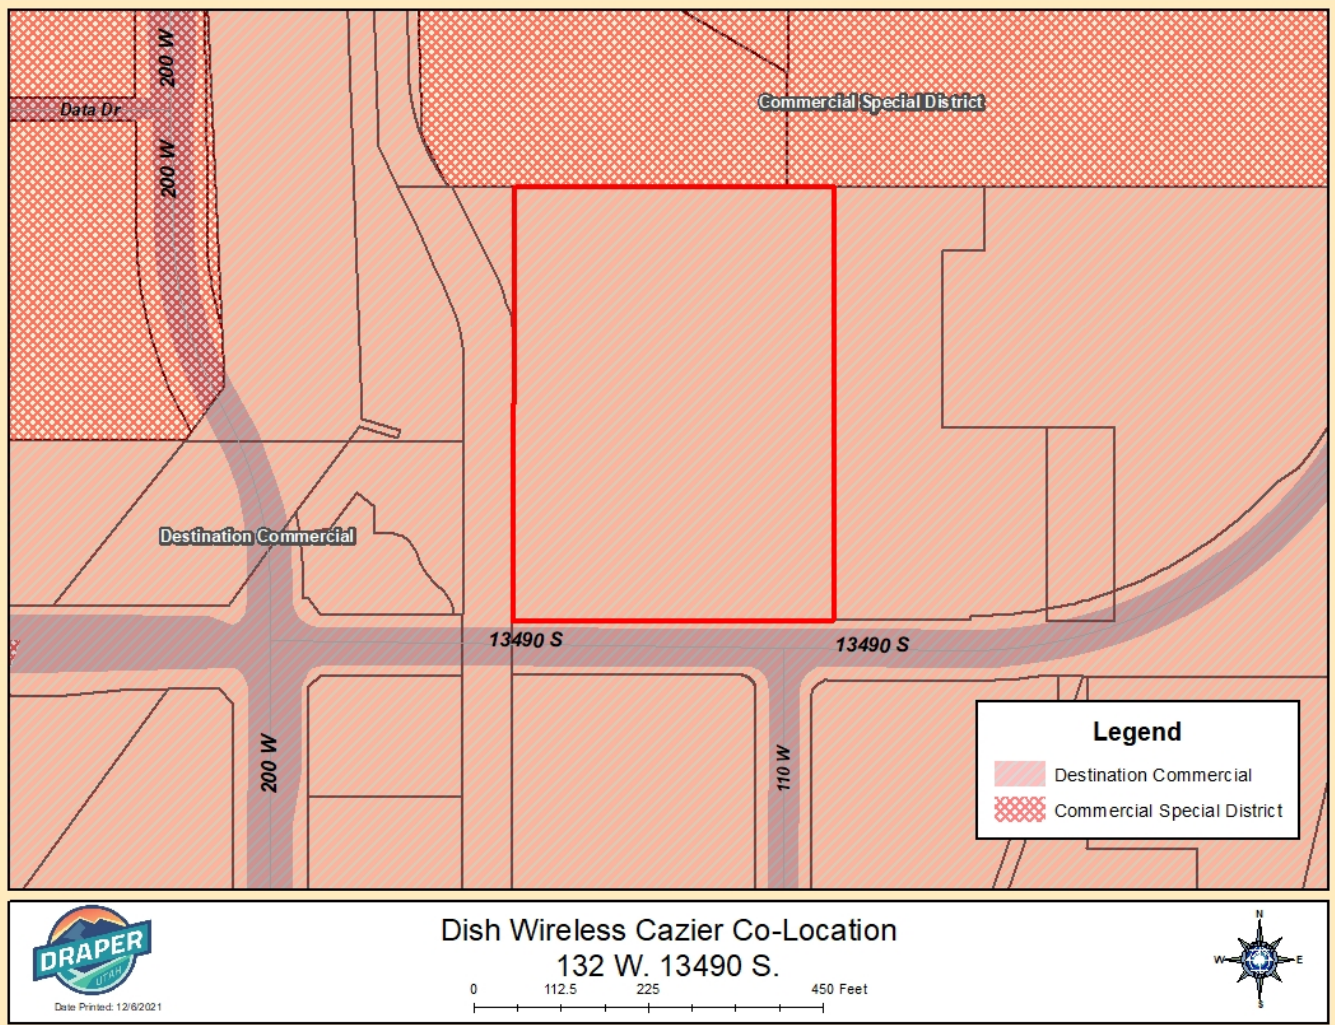 200 W
Data Dr
Commercial Special District
200 W
Destination Commercial
13490 S
13490 S
200 W
110 W
Legend
Destination Commercial
Commercial Special District
DRAPER
UTAH
Date Printed: 12/6/2021
Dish Wireless Cazier Co-Location
132 W. 13490 S.
0 112.5 225 450 Feet
N
W E
S